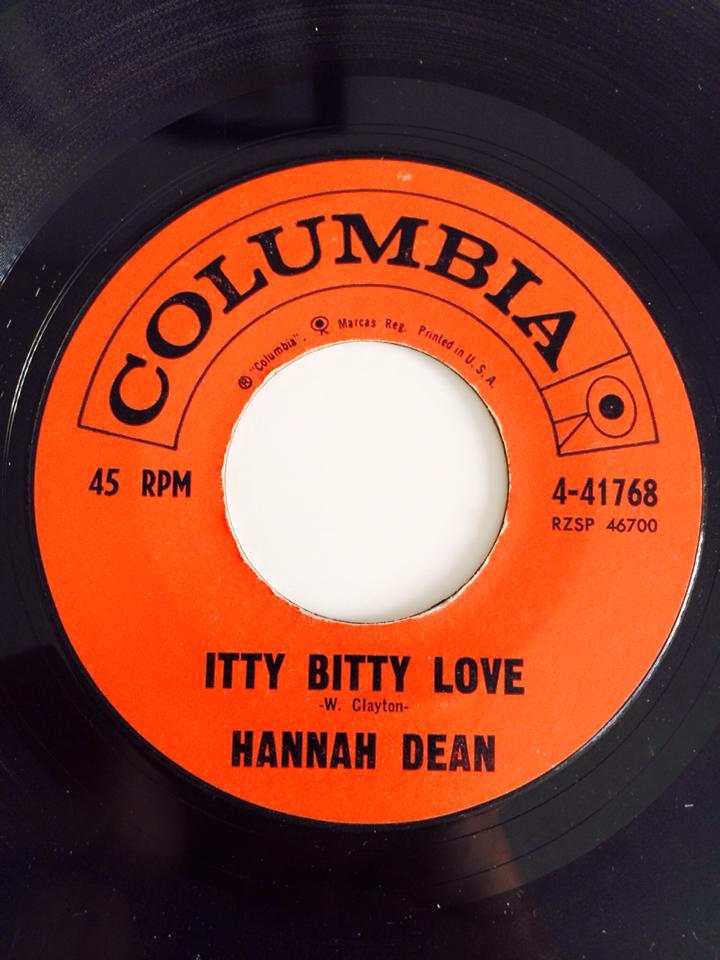 COLUMBIA
® "Columbia", Marcas Reg. Printed in U.S.A.
45 RPM
4-41768
RZSP 46700
ITTY BITTY LOVE
-W. Clayton-
HANNAH DEAN